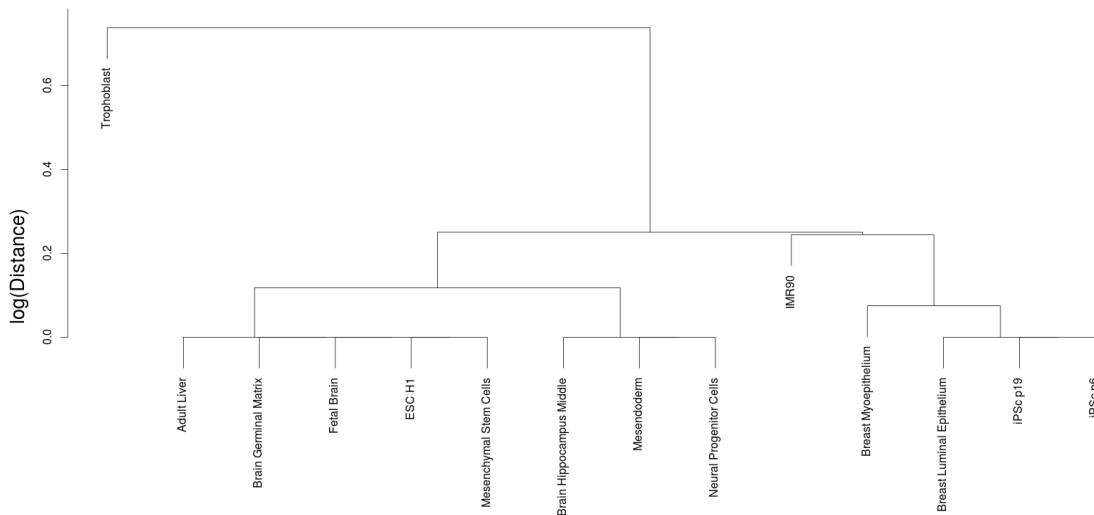 log(Distance)
0.6
0.4
0.2
0.0
Trophoblast
Adult Liver
Brain Germinal Matrix
Fetal Brain
ESC H1
Mesenchymal Stem Cells
Brain Hippocampus Middle
Mesendoderm
Neural Progenitor Cells
IMR90
Breast Myoepithelium
Breast Luminal Epithelium
iPSc p19
iPSc p6